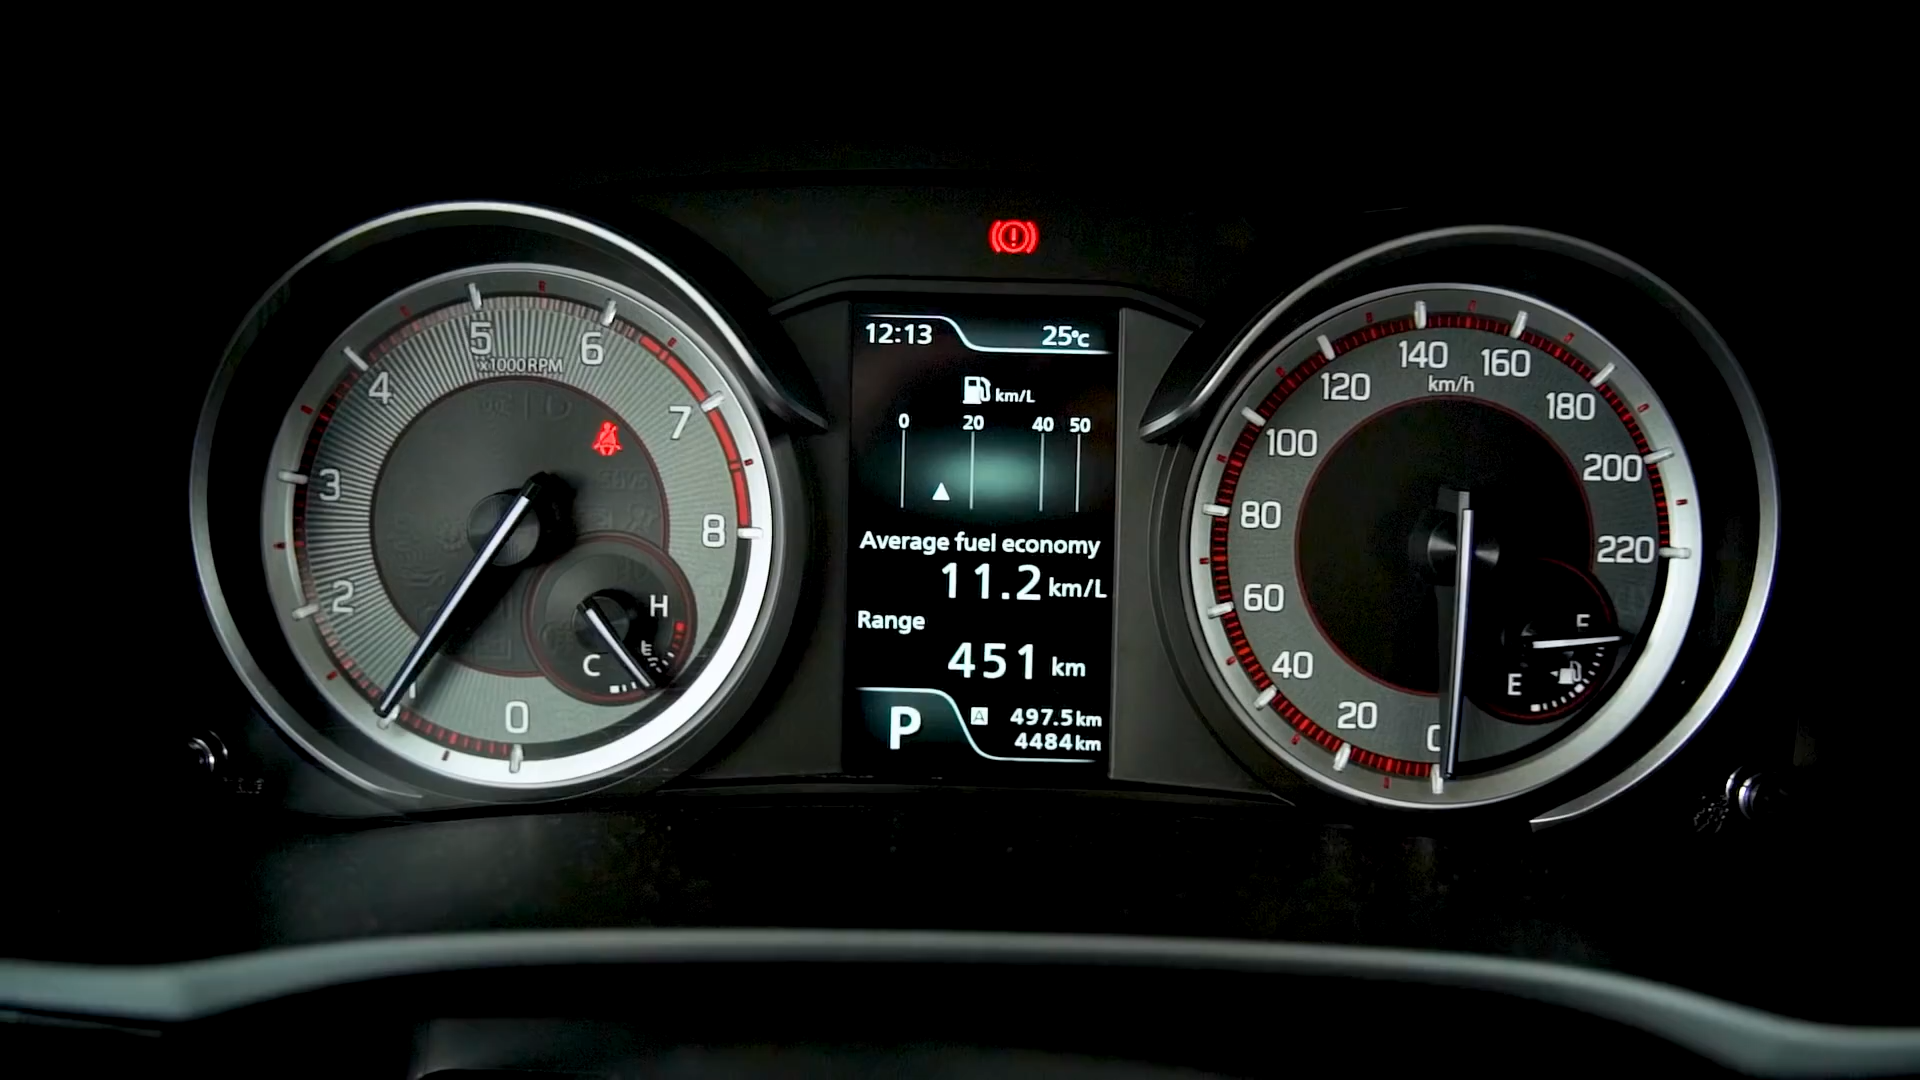 5
6
x1000RPM
4
7
3
8
2
H
C
1
0
12:13 25°C
km/L
0 20 40 50
Average fuel economy
11.2 km/L
Range
451 km
P
A 497.5 km
4484 km
140
160
km/h
120
180
100
200
80
220
60
F
40
E
20
0